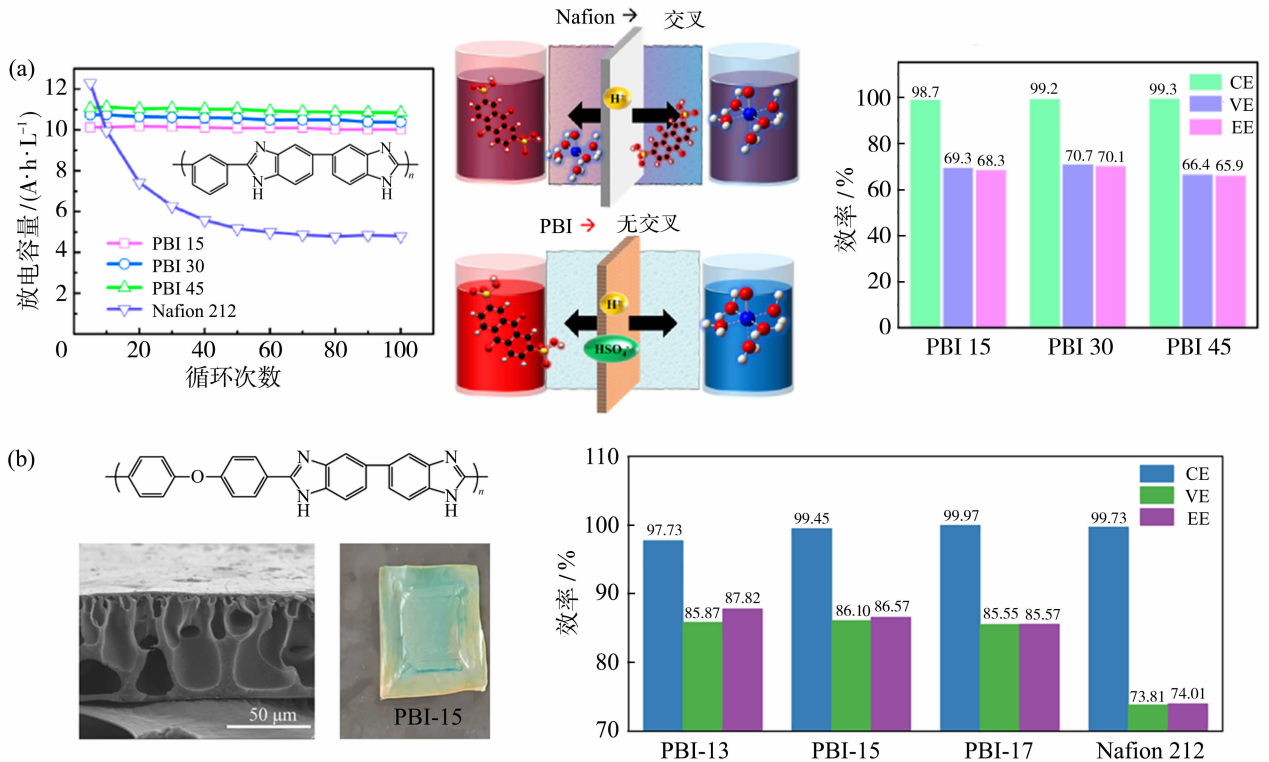 (a)
12
10
8
6
4
2
0
20
40
60
80
100
放电容量/(A·h·L⁻¹)
循环次数
N
N
N
H
N
H
n
PBI 15
PBI 30
PBI 45
Nafion 212
Nafion → 交叉
H⁺
PBI → 无交叉
H⁺
HSO₄⁻
效率/%
100
80
60
40
20
0
CE
VE
EE
98.7
69.3
68.3
99.2
70.7
70.1
99.3
66.4
65.9
PBI 15
PBI 30
PBI 45
(b)
O
N
N
N
H
N
H
n
50 μm
PBI-15
效率/%
110
100
90
80
70
CE
VE
EE
97.73
85.87
87.82
99.45
86.10
86.57
99.97
85.55
85.57
99.73
73.81
74.01
PBI-13
PBI-15
PBI-17
Nafion 212